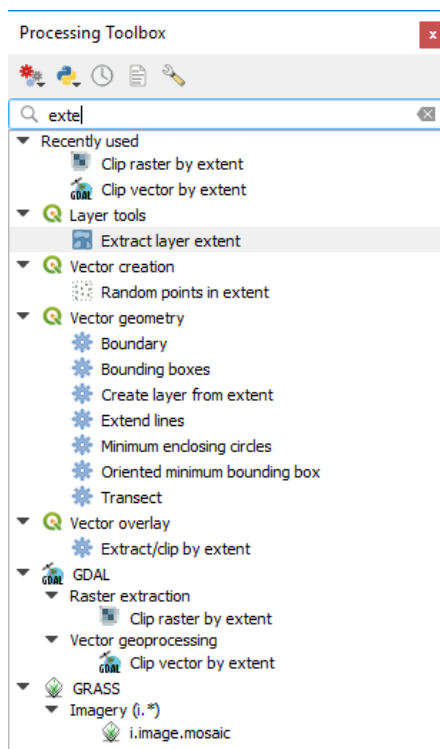 Processing Toolbox
x
exte
Recently used
Clip raster by extent
GDAL Clip vector by extent
Layer tools
Extract layer extent
Vector creation
Random points in extent
Vector geometry
Boundary
Bounding boxes
Create layer from extent
Extend lines
Minimum enclosing circles
Oriented minimum bounding box
Transect
Vector overlay
Extract/clip by extent
GDAL GDAL
Raster extraction
Clip raster by extent
Vector geoprocessing
GDAL Clip vector by extent
GRASS
Imagery (i.*)
i.image.mosaic